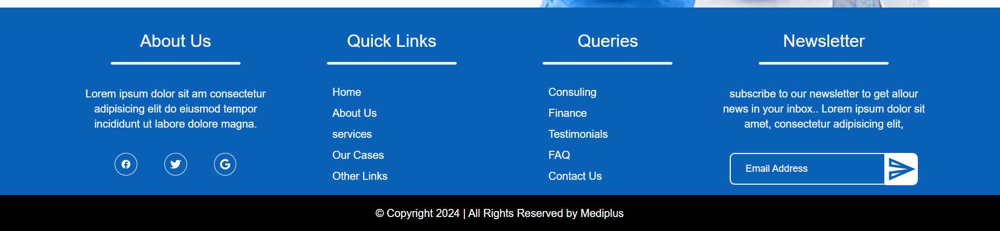 About Us
Lorem ipsum dolor sit am consectetur
adipisicing elit do eiusmod tempor
incididunt ut labore dolore magna.
Quick Links
Home
About Us
services
Our Cases
Other Links
Queries
Consuling
Finance
Testimonials
FAQ
Contact Us
Newsletter
subscribe to our newsletter to get allour
news in your inbox.. Lorem ipsum dolor sit
amet, consectetur adipisicing elit,
Email Address
© Copyright 2024 | All Rights Reserved by Mediplus